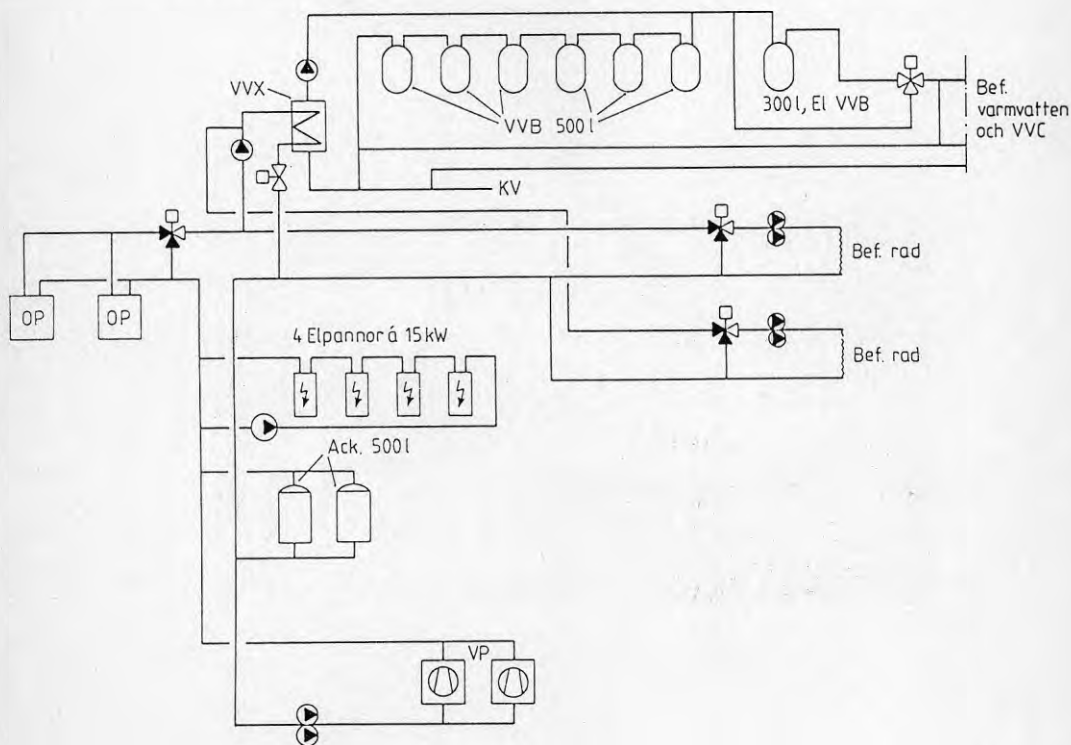 VVX
VVB 500 l
300 l, El VVB
Bef.
varmvatten
och VVC
KV
Bef. rad
OP
OP
4 Elpannor á 15 kW
Bef. rad
Ack. 500 l
VP